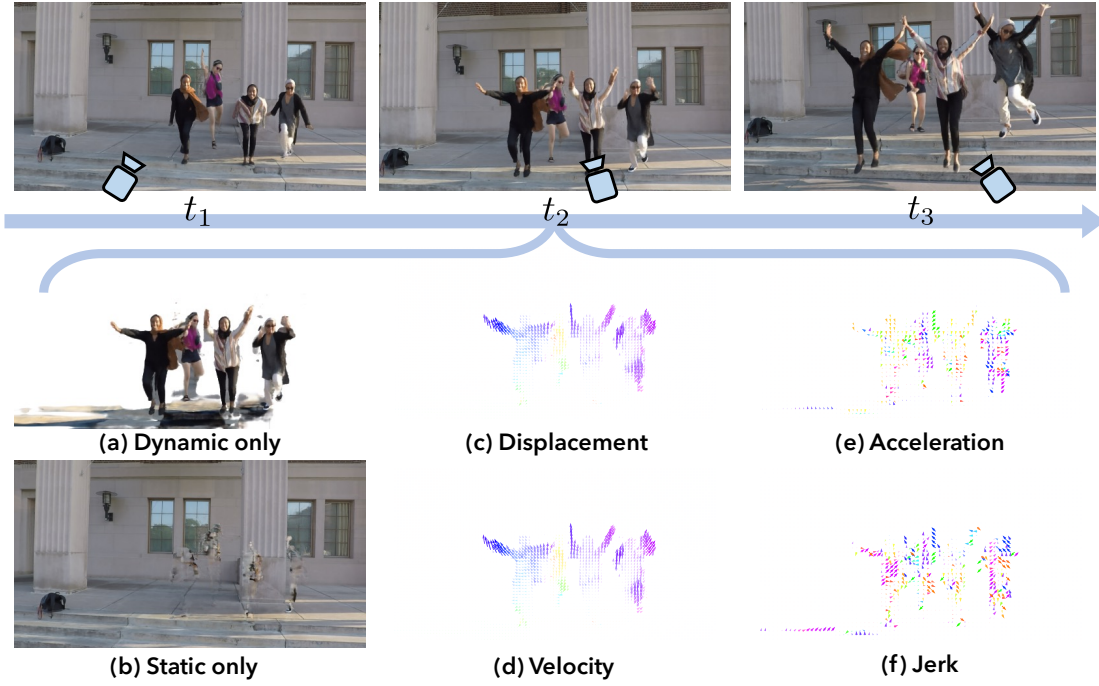 t₁ t₂ t₃
(a) Dynamic only (c) Displacement (e) Acceleration
(b) Static only (d) Velocity (f) Jerk